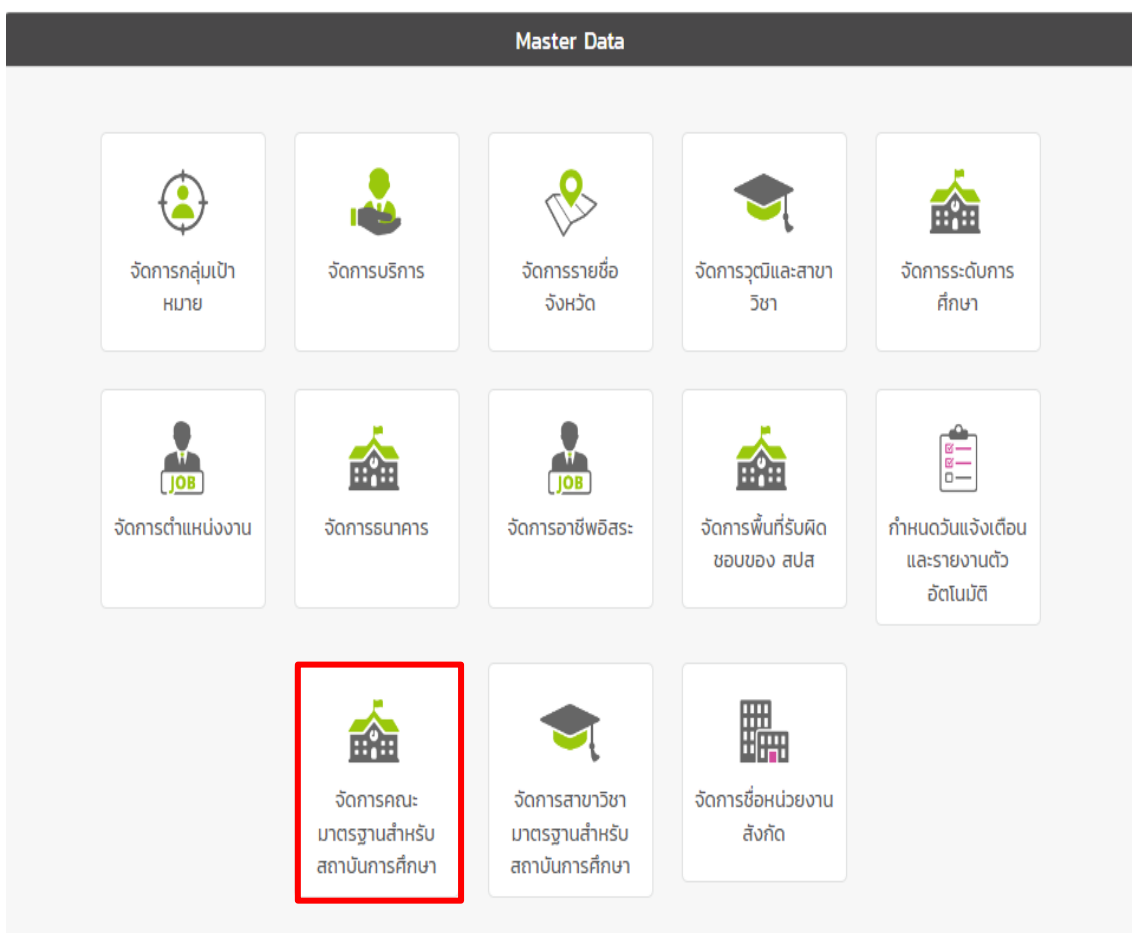 Master Data
จัดการกลุ่มเป้า
หมาย
จัดการบริการ
จัดการรายชื่อ
จังหวัด
จัดการวุฒิและสาขา
วิชา
จัดการระดับการ
ศึกษา
JOB
จัดการตำแหน่งงาน
จัดการธนาคาร
JOB
จัดการอาชีพอิสระ
จัดการพื้นที่รับผิด
ชอบของ สปส
กำหนดวันแจ้งเตือน
และรายงานตัว
อัตโนมัติ
จัดการคณะ
มาตรฐานสำหรับ
สถาบันการศึกษา
จัดการสาขาวิชา
มาตรฐานสำหรับ
สถาบันการศึกษา
จัดการชื่อหน่วยงาน
สังกัด